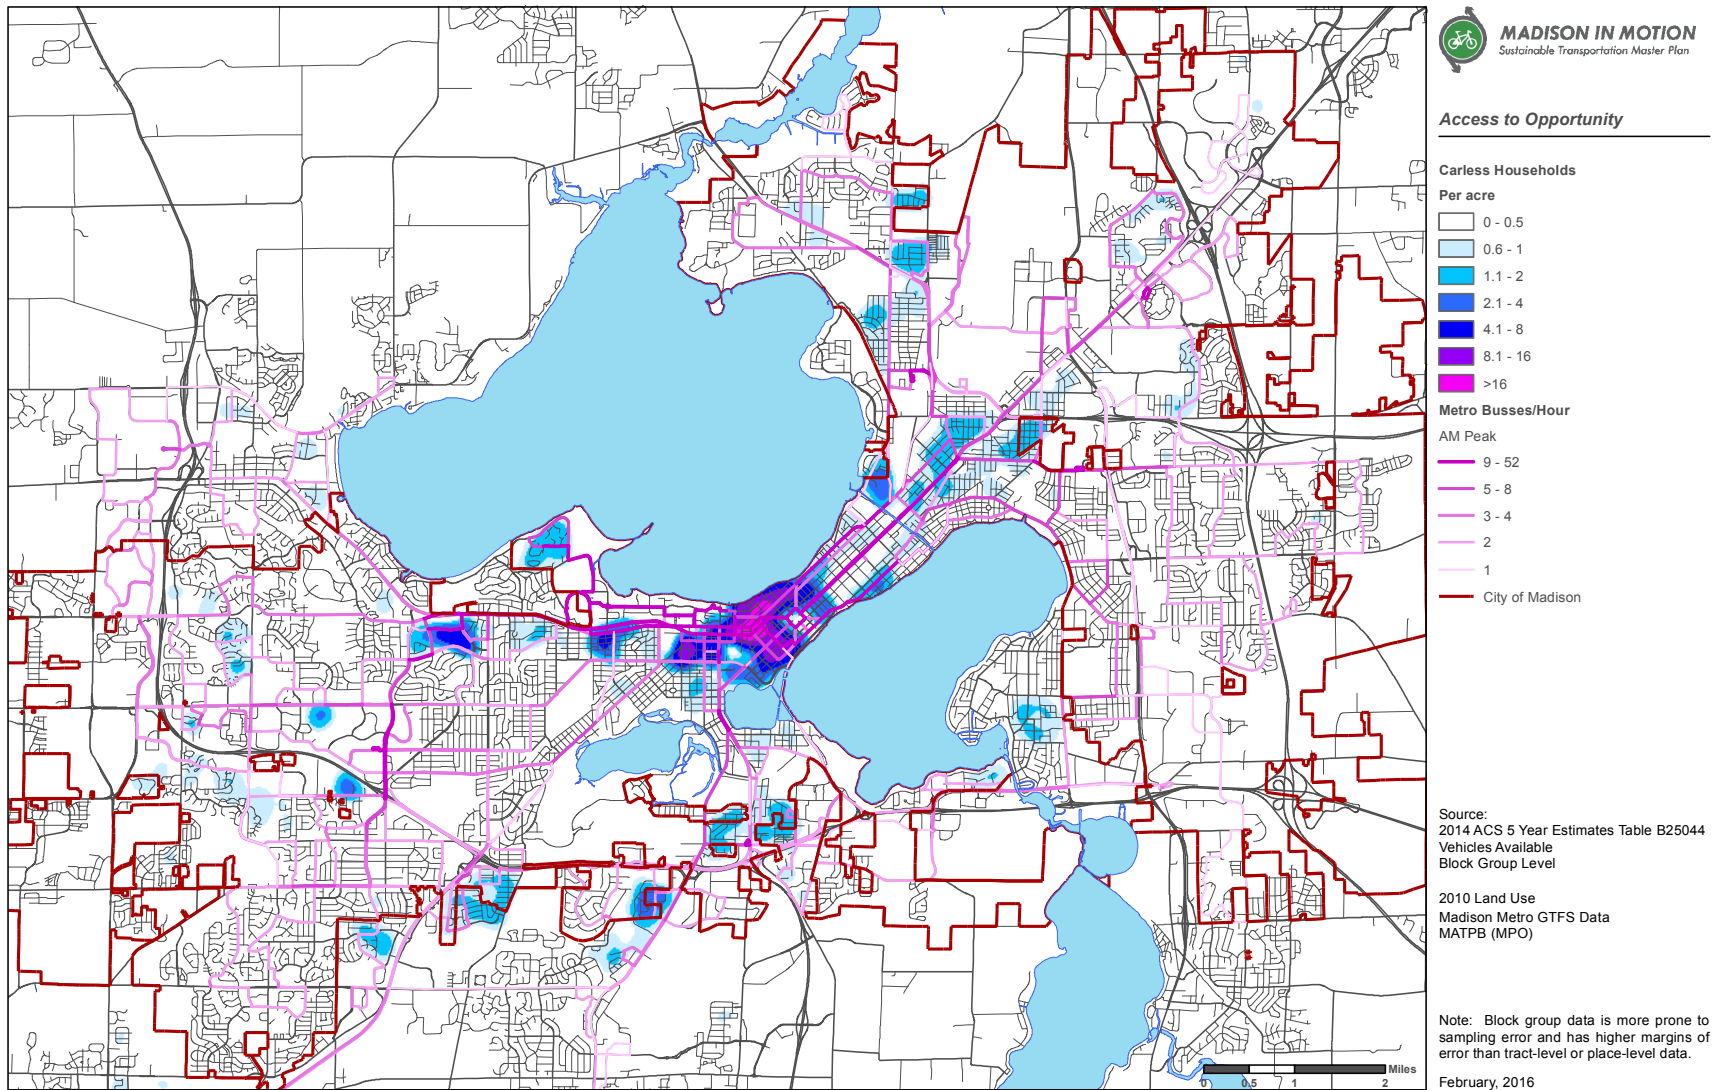 MADISON IN MOTION
Sustainable Transportation Master Plan
Access to Opportunity
Carless Households
Per acre
0 - 0.5
0.6 - 1
1.1 - 2
2.1 - 4
4.1 - 8
8.1 - 16
>16
Metro Busses/Hour
AM Peak
9 - 52
5 - 8
3 - 4
2
1
City of Madison
Source:
2014 ACS 5 Year Estimates Table B25044
Vehicles Available
Block Group Level
2010 Land Use
Madison Metro GTFS Data
MATPB (MPO)
Note: Block group data is more prone to
sampling error and has higher margins of
error than tract-level or place-level data.
February, 2016
Miles
0 0.5 1 2